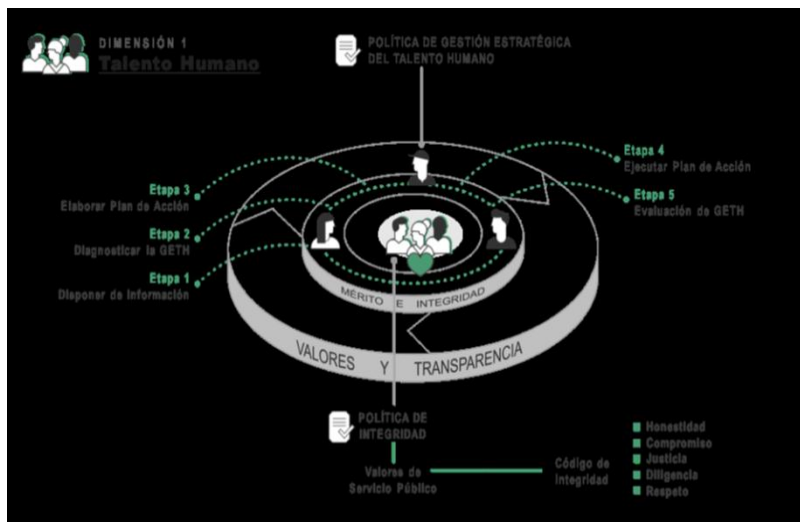 DIMENSIÓN 1
Talento Humano
POLÍTICA DE GESTIÓN ESTRATÉGICA
DEL TALENTO HUMANO
Etapa 3
Elaborar Plan de Acción
Etapa 2
Diagnosticar la GETH
Etapa 1
Disponer de Información
Etapa 4
Ejecutar Plan de Acción
Etapa 5
Evaluación de GETH
MÉRITO E INTEGRIDAD
VALORES Y TRANSPARENCIA
POLÍTICA DE
INTEGRIDAD
Valores de
Servicio Público
Código de
Integridad
Honestidad
Compromiso
Justicia
Diligencia
Respeto